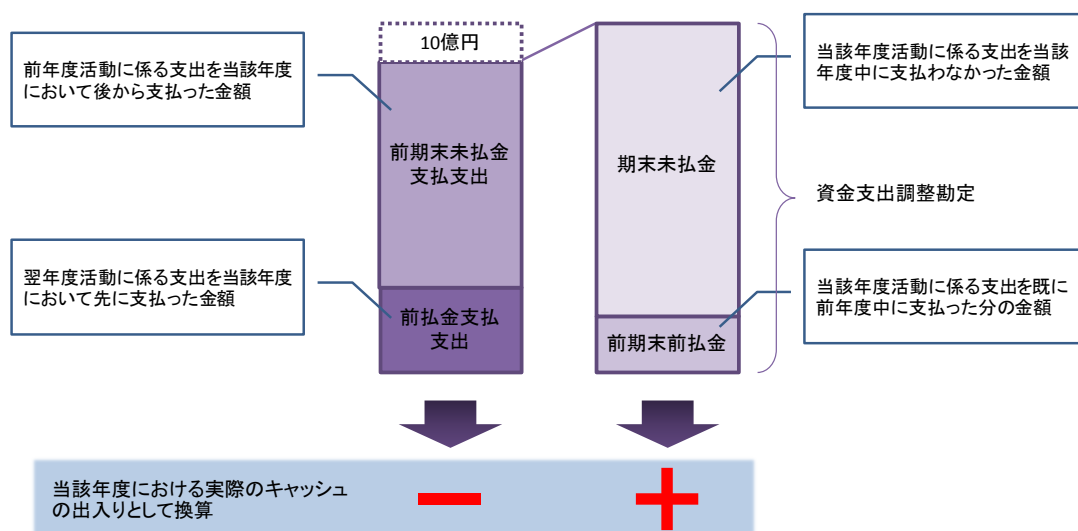 10億円
前年度活動に係る支出を当該年度
において後から支払った金額
当該年度活動に係る支出を当該
年度中に支払わなかった金額
前期末未払金
支払支出
期末未払金
資金支出調整勘定
翌年度活動に係る支出を当該年度
において先に支払った金額
当該年度活動に係る支出を既に
前年度中に支払った分の金額
前払金支払
支出
前期末前払金
当該年度における実際のキャッシュ
の出入りとして換算